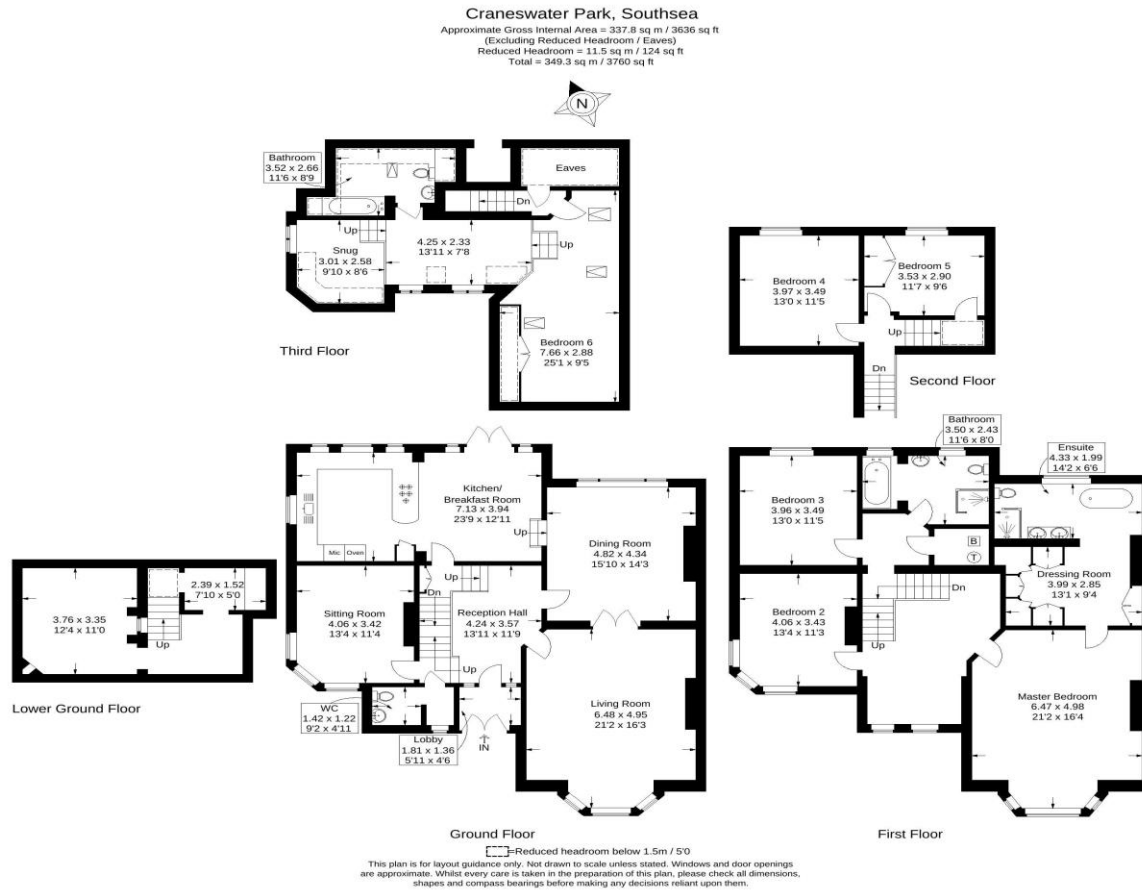 Craneswater Park, Southsea
Approximate Gross Internal Area = 337.8 sq m / 3636 sq ft
(Excluding Reduced Headroom / Eaves)
Reduced Headroom = 11.5 sq m / 124 sq ft
Total = 349.3 sq m / 3760 sq ft
N
Bathroom
3.52 x 2.66
11'6 x 8'9
Eaves
Dn
Up
Snug
3.01 x 2.58
9'10 x 8'6
4.25 x 2.33
13'11 x 7'8
Up
Bedroom 6
7.66 x 2.88
25'1 x 9'5
Third Floor
Bedroom 4
3.97 x 3.49
13'0 x 11'5
Bedroom 5
3.53 x 2.90
11'7 x 9'6
Up
Dn
Second Floor
3.76 x 3.35
12'4 x 11'0
2.39 x 1.52
7'10 x 5'0
Up
Lower Ground Floor
Kitchen/
Breakfast Room
7.13 x 3.94
23'9 x 12'11
Mic
Oven
Up
Dining Room
4.82 x 4.34
15'10 x 14'3
Sitting Room
4.06 x 3.42
13'4 x 11'4
Up
Reception Hall
4.24 x 3.57
13'11 x 11'9
Up
WC
1.42 x 1.22
9'2 x 4'11
Lobby
1.81 x 1.36
5'11 x 4'6
IN
Living Room
6.48 x 4.95
21'2 x 16'3
Ground Floor
Bathroom
3.50 x 2.43
11'6 x 8'0
Ensuite
4.33 x 1.99
14'2 x 6'6
Bedroom 3
3.96 x 3.49
13'0 x 11'5
B
T
Dressing Room
3.99 x 2.85
13'1 x 9'4
Dn
Up
Bedroom 2
4.06 x 3.43
13'4 x 11'3
Master Bedroom
6.47 x 4.98
21'2 x 16'4
First Floor
=Reduced headroom below 1.5m / 5'0
This plan is for layout guidance only. Not drawn to scale unless stated. Windows and door openings
are approximate. Whilst every care is taken in the preparation of this plan, please check all dimensions,
shapes and compass bearings before making any decisions reliant upon them.